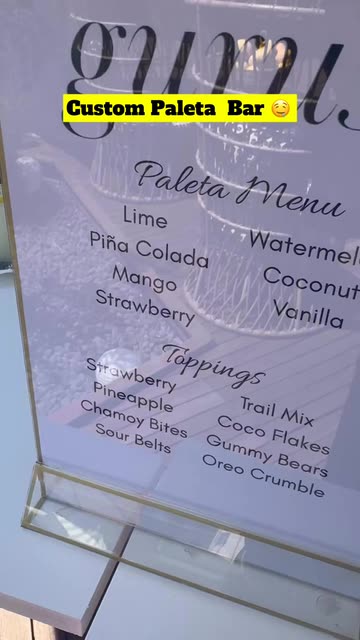 gurus
Custom Paleta Bar 😋
Paleta Menu
Lime
Piña Colada
Mango
Strawberry
Coconut
Vanilla
Toppings
Strawberry
Pineapple
Chamoy Bites
Sour Belts
Trail Mix
Coco Flakes
Gummy Bears
Oreo Crumble